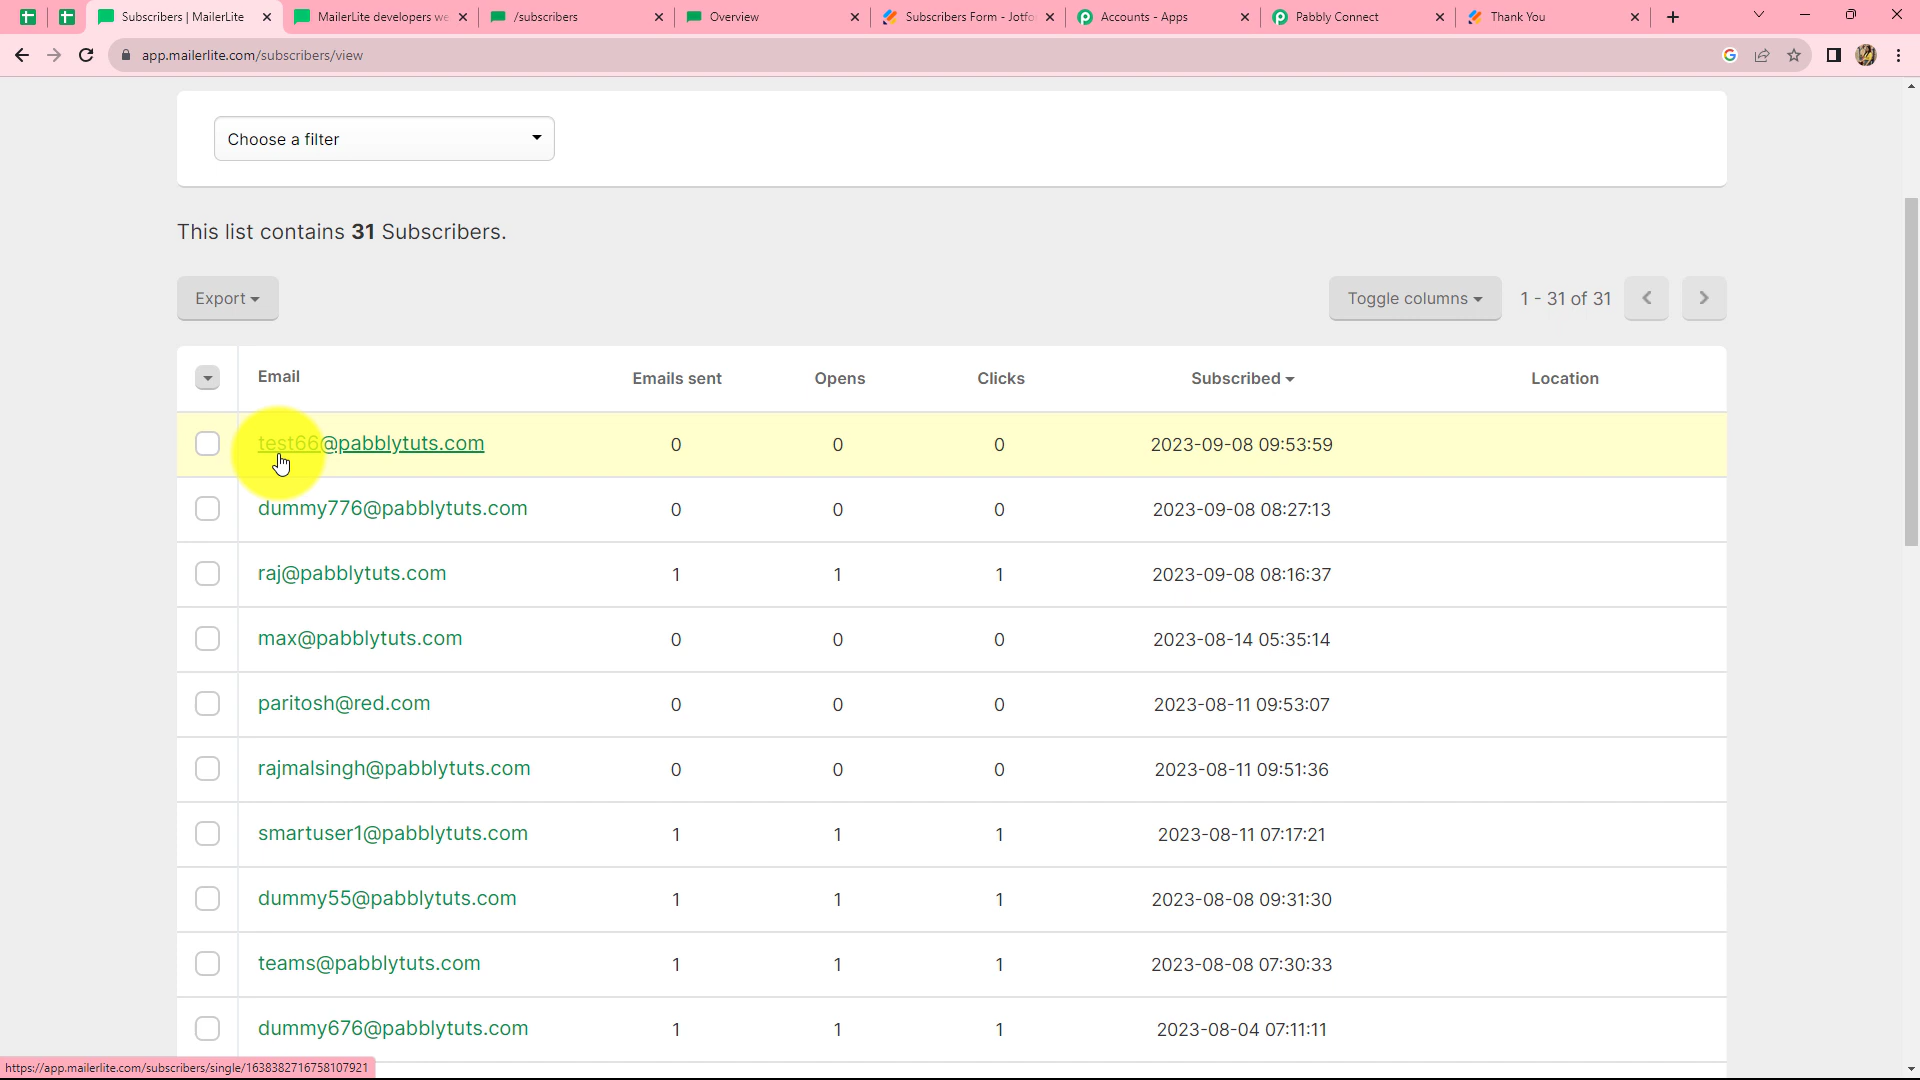 Subscribers | MailerLite
MailerLite developers we
/subscribers
Overview
Subscribers Form - Jotfo
Accounts - Apps
Pabbly Connect
Thank You
app.mailerlite.com/subscribers/view
Choose a filter
This list contains 31 Subscribers.
Export
Toggle columns
1 - 31 of 31
Email Emails sent Opens Clicks Subscribed Location
test66@pabblytuts.com 0 0 0 2023-09-08 09:53:59
dummy776@pabblytuts.com 0 0 0 2023-09-08 08:27:13
raj@pabblytuts.com 1 1 1 2023-09-08 08:16:37
max@pabblytuts.com 0 0 0 2023-08-14 05:35:14
paritosh@red.com 0 0 0 2023-08-11 09:53:07
rajmalsingh@pabblytuts.com 0 0 0 2023-08-11 09:51:36
smartuser1@pabblytuts.com 1 1 1 2023-08-11 07:17:21
dummy55@pabblytuts.com 1 1 1 2023-08-08 09:31:30
teams@pabblytuts.com 1 1 1 2023-08-08 07:30:33
dummy676@pabblytuts.com 1 1 1 2023-08-04 07:11:11
https://app.mailerlite.com/subscribers/single/1638382716758107921